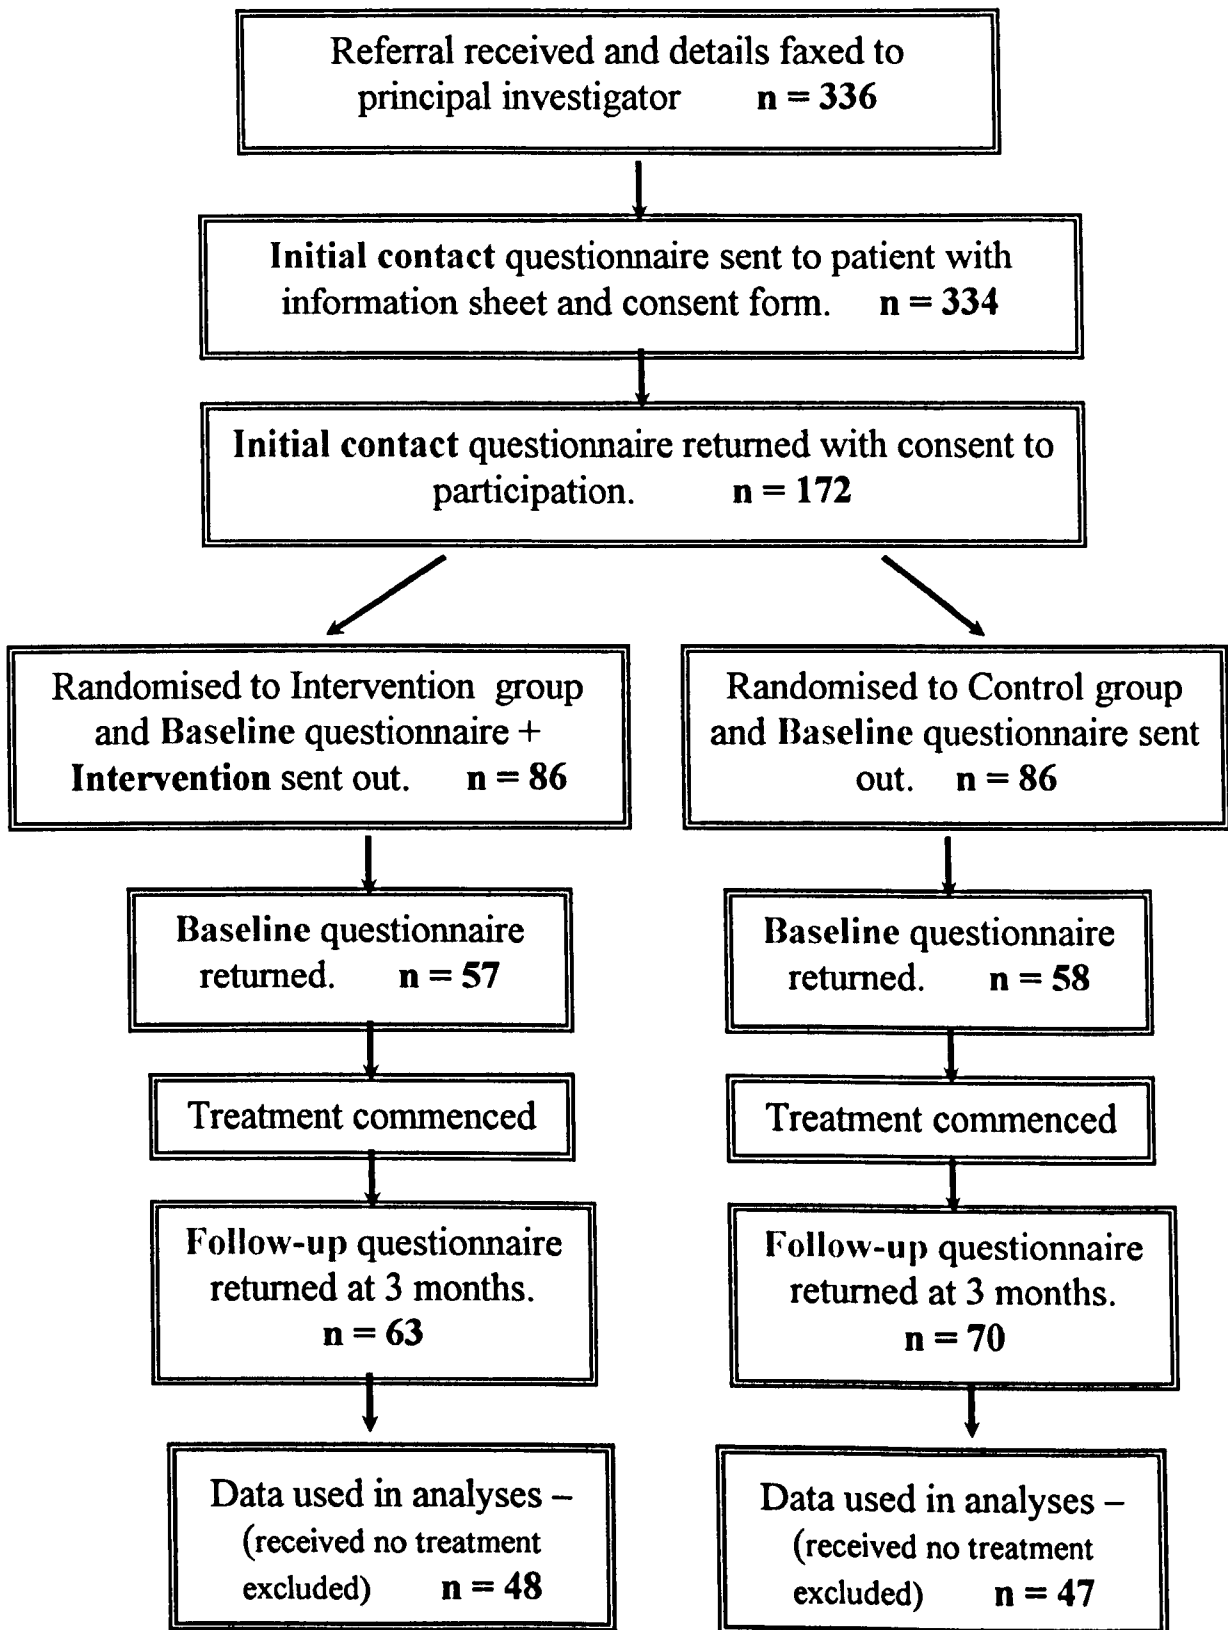 Referral received and details faxed to
principal investigator n = 336
Initial contact questionnaire sent to patient with
information sheet and consent form. n = 334
Initial contact questionnaire returned with consent to
participation. n = 172
Randomised to Intervention group
and Baseline questionnaire +
Intervention sent out. n = 86
Randomised to Control group
and Baseline questionnaire sent
out. n = 86
Baseline questionnaire
returned. n = 57
Baseline questionnaire
returned. n = 58
Treatment commenced
Treatment commenced
Follow-up questionnaire
returned at 3 months.
n = 63
Follow-up questionnaire
returned at 3 months.
n = 70
Data used in analyses –
(received no treatment
excluded) n = 48
Data used in analyses –
(received no treatment
excluded) n = 47